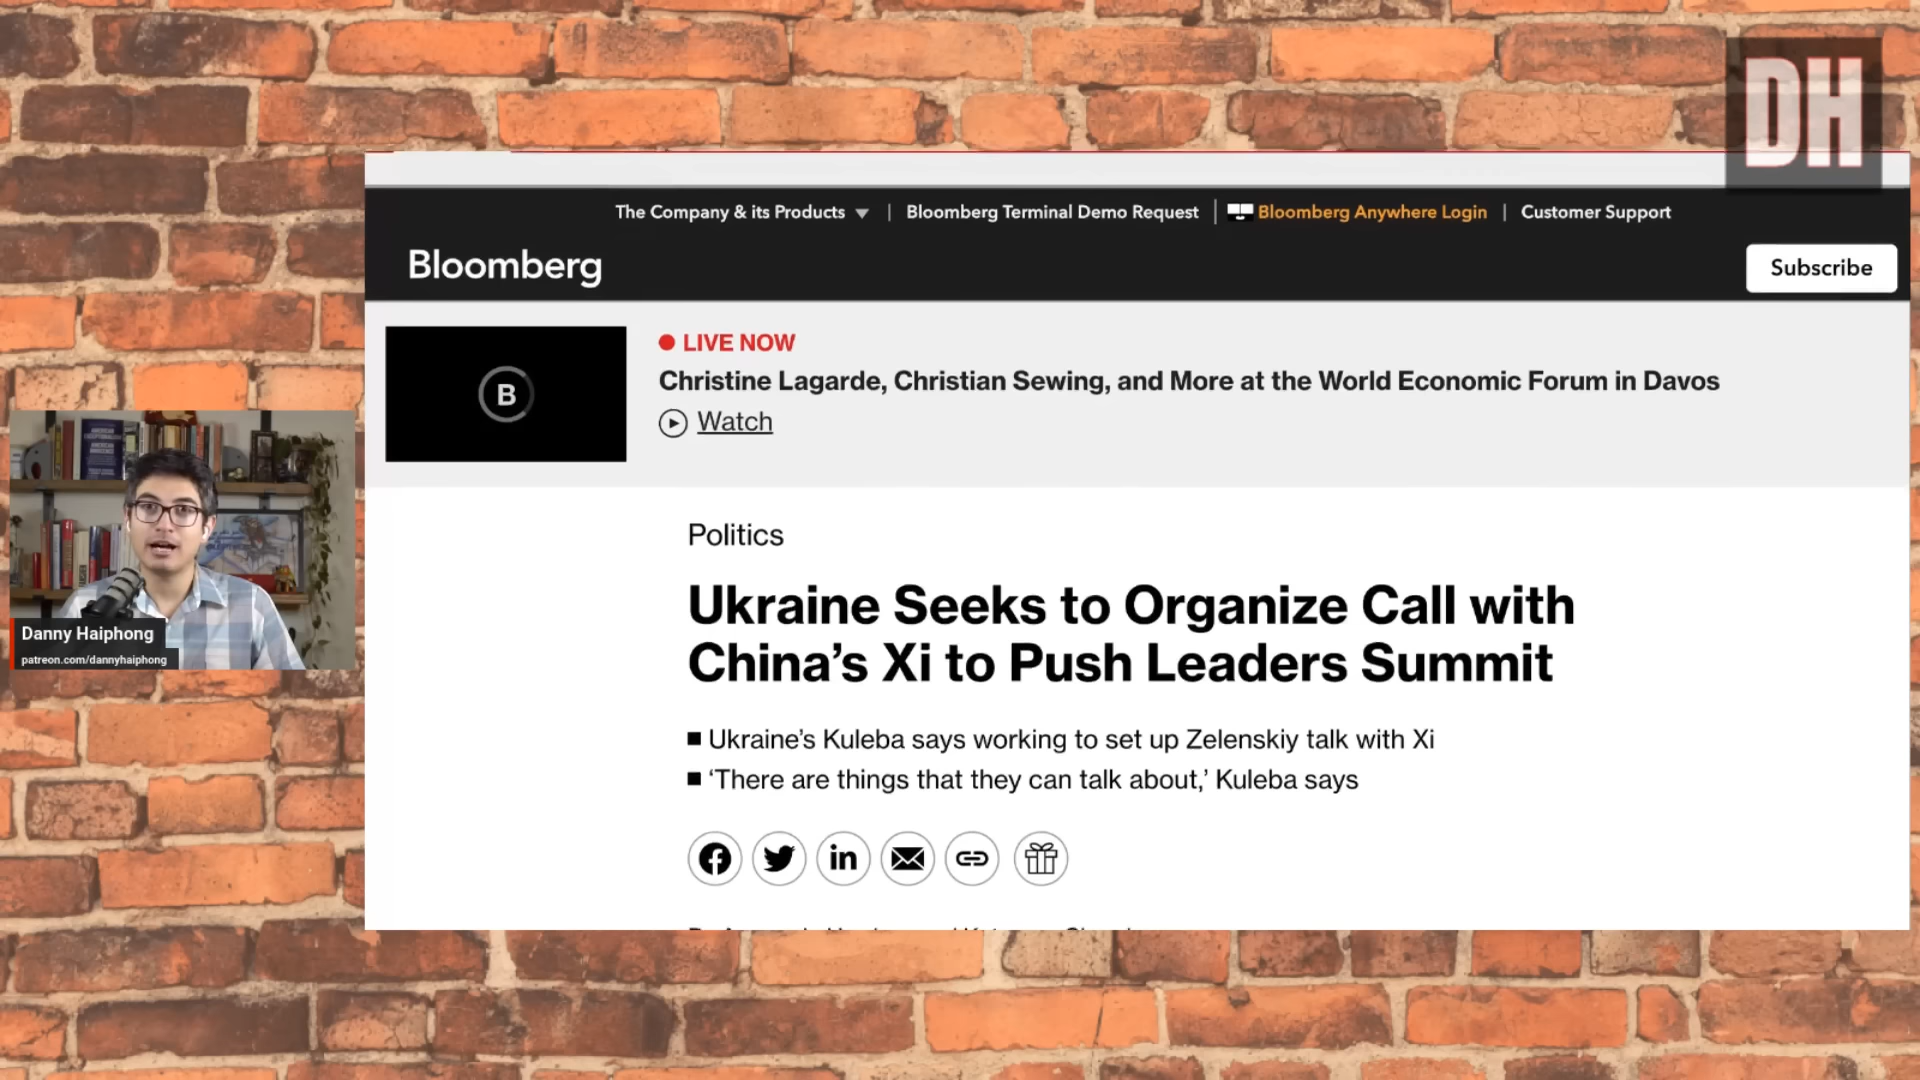 DH
The Company & its Products
Bloomberg Terminal Demo Request
Bloomberg Anywhere Login
Customer Support
Bloomberg
Subscribe
B
LIVE NOW
Christine Lagarde, Christian Sewing, and More at the World Economic Forum in Davos
Watch
Politics
Ukraine Seeks to Organize Call with
China’s Xi to Push Leaders Summit
Ukraine’s Kuleba says working to set up Zelenskiy talk with Xi
‘There are things that they can talk about,’ Kuleba says
Danny Haiphong
patreon.com/dannyhaiphong